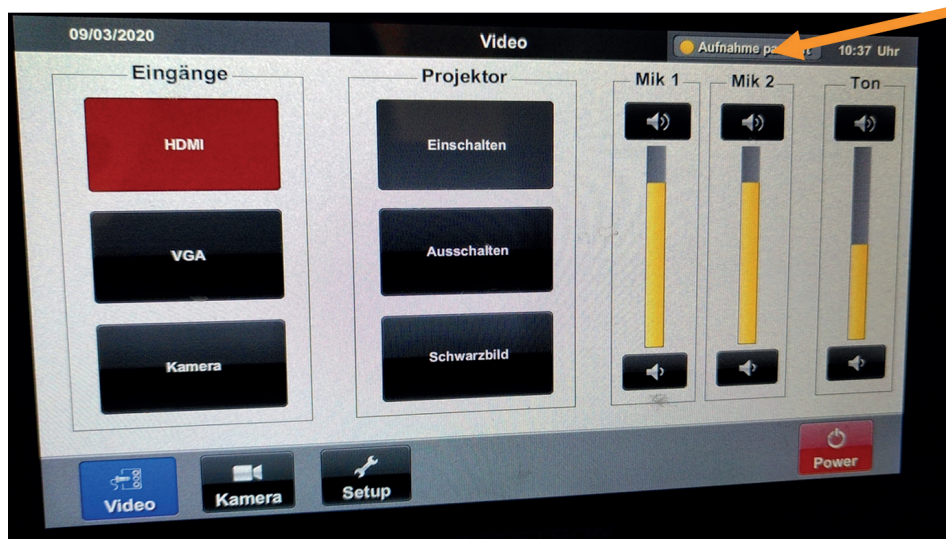 09/03/2020
Video
Aufnahme
10:37 Uhr
Eingänge
HDMI
VGA
Kamera
Projektor
Einschalten
Ausschalten
Schwarzbild
Mik 1
Mik 2
Ton
Video
Kamera
Setup
Power